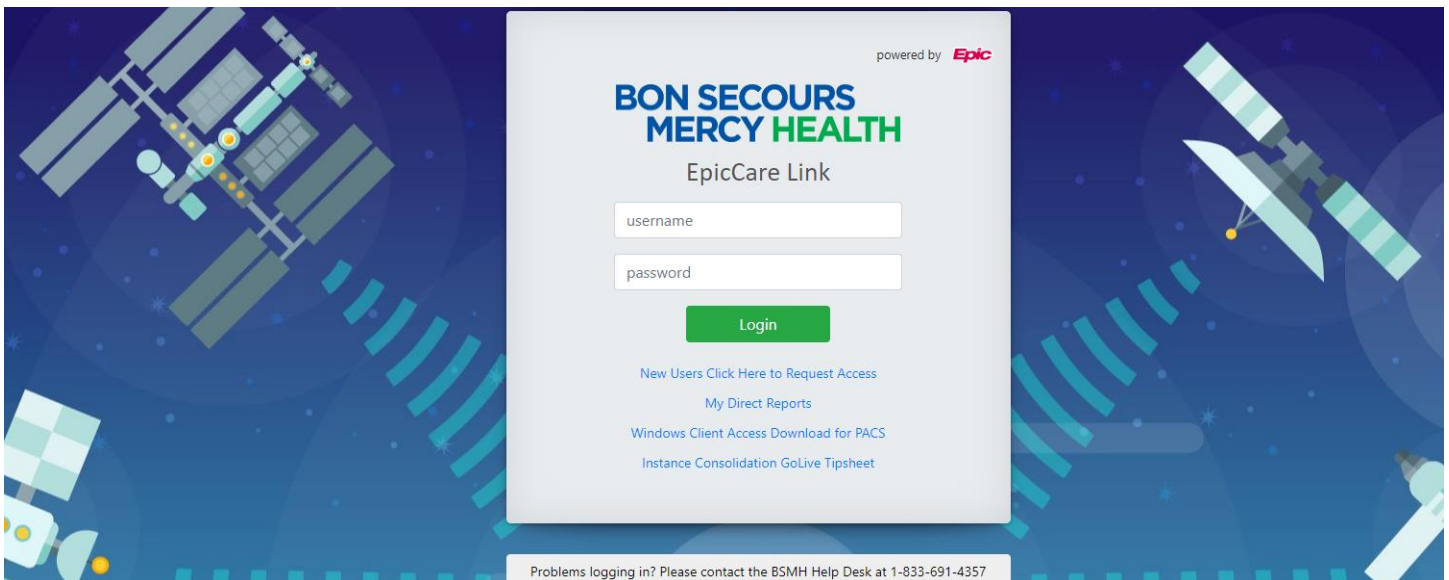 powered by Epic
BON SECOURS
MERCY HEALTH
EpicCare Link
username
password
Login
New Users Click Here to Request Access
My Direct Reports
Windows Client Access Download for PACS
Instance Consolidation GoLive Tipsheet
Problems logging in? Please contact the BSMH Help Desk at 1-833-691-4357